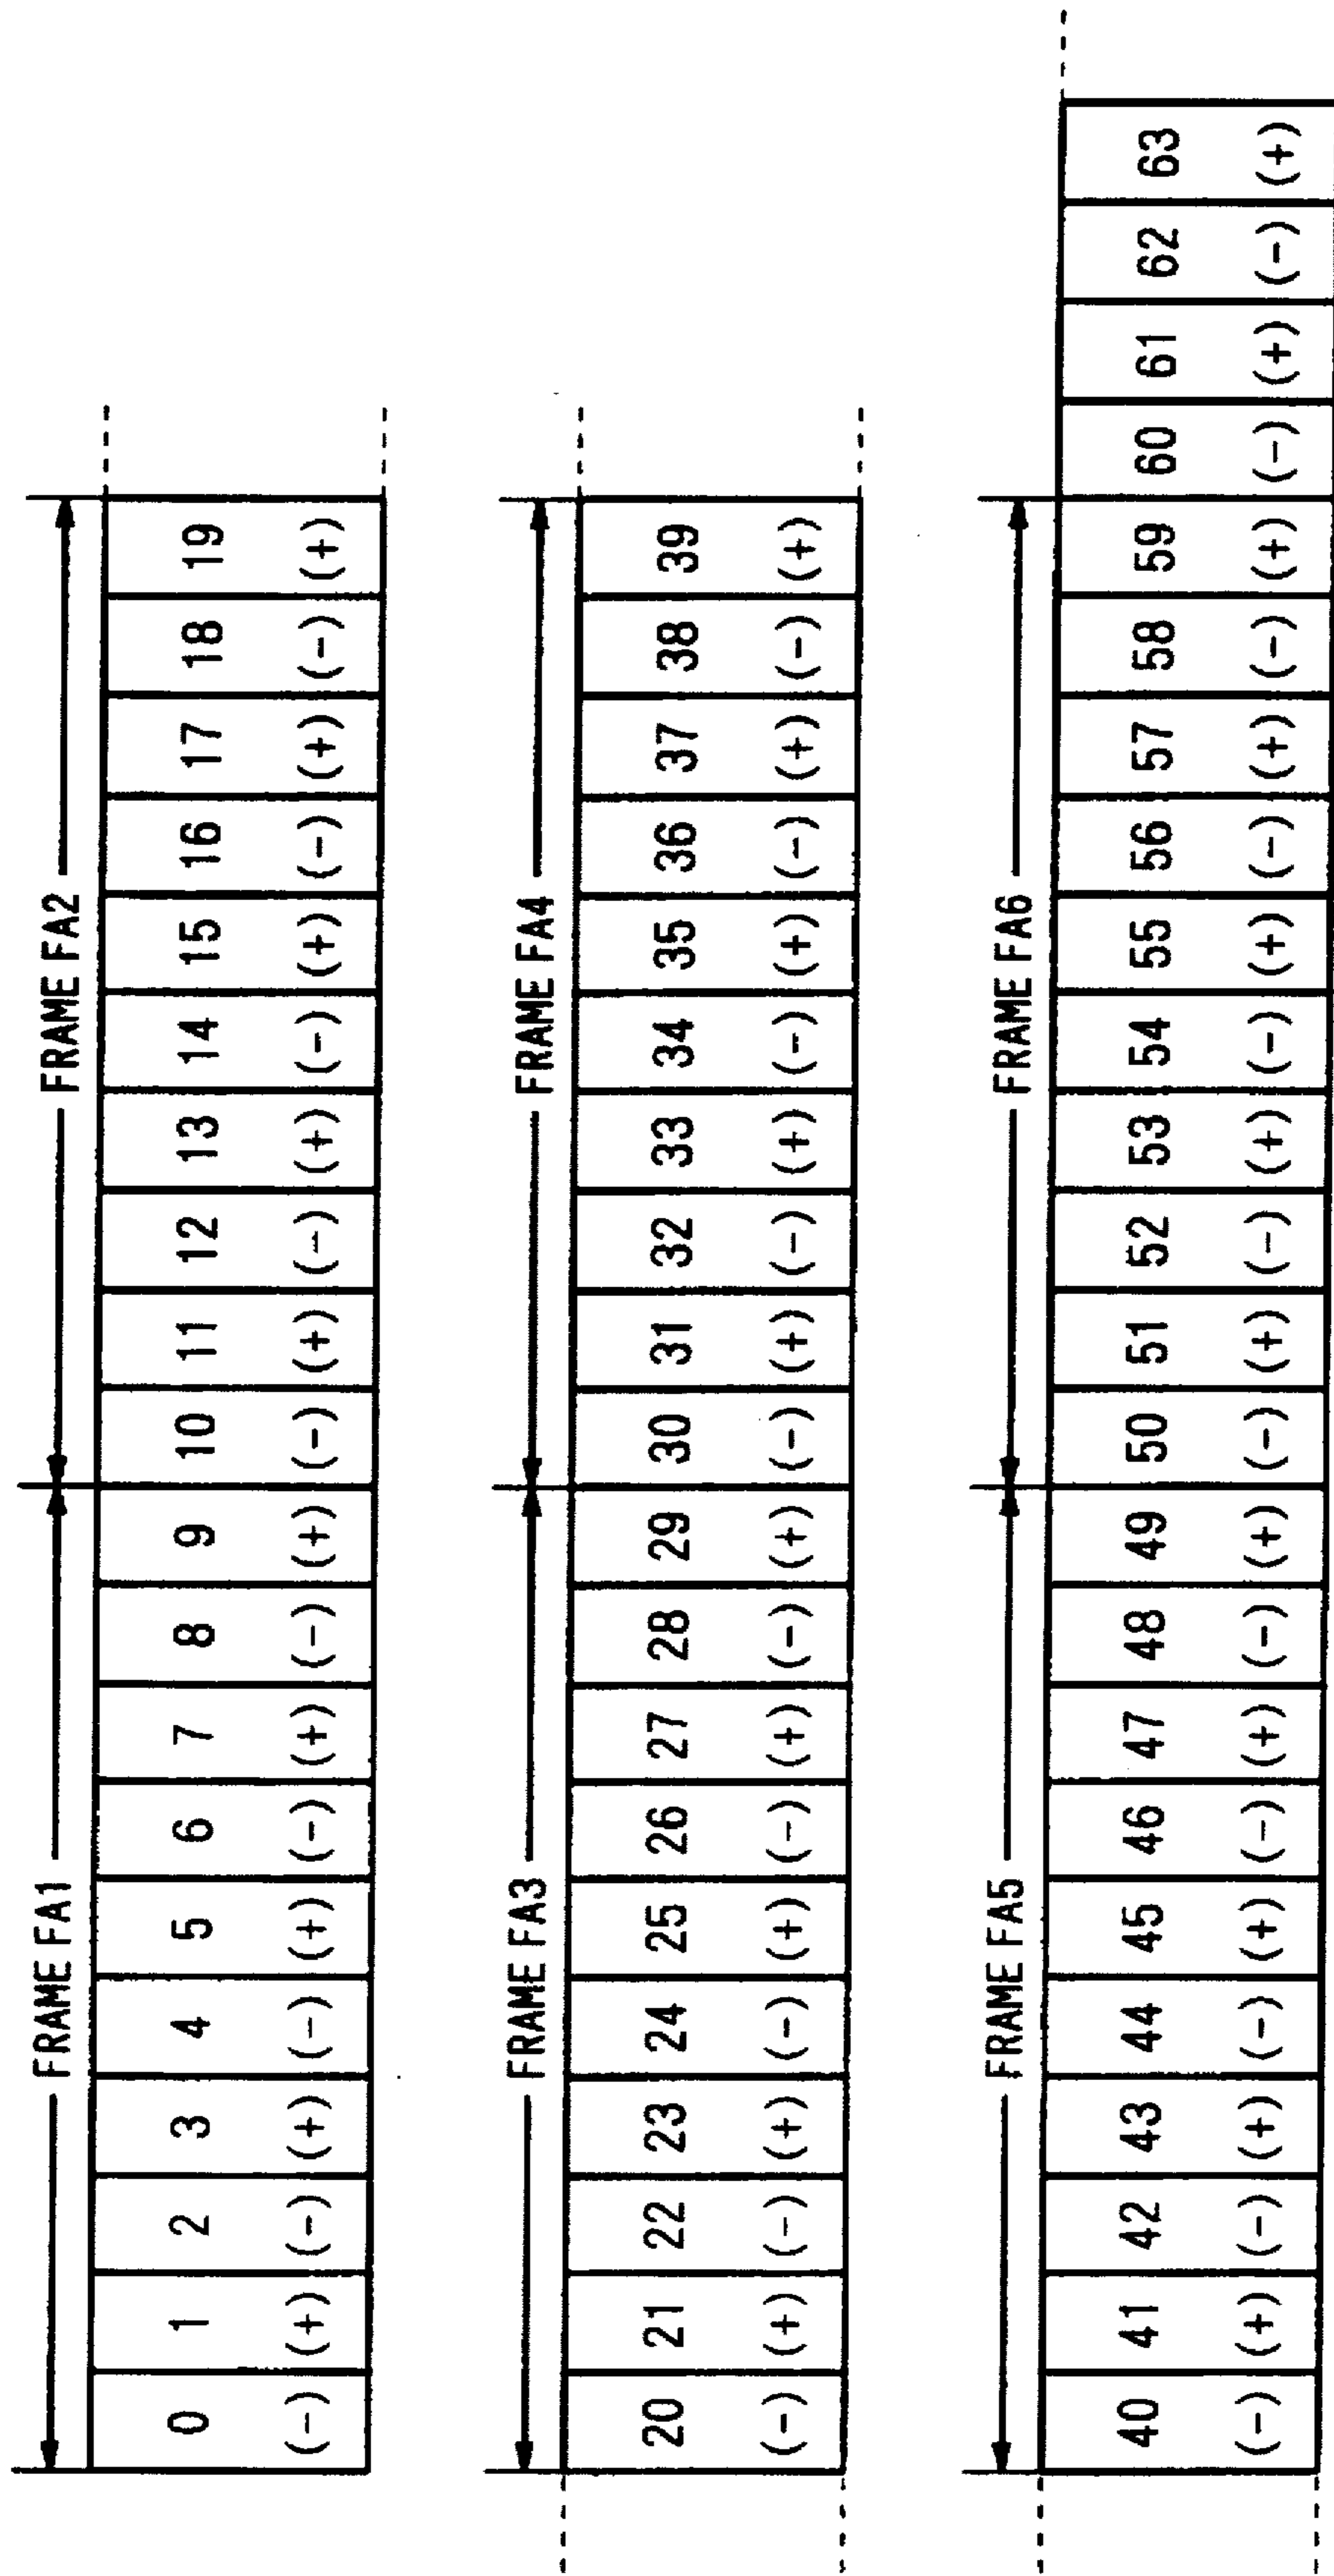 FRAME FA1 FRAME FA2
0 1 2 3 4 5 6 7 8 9 10 11 12 13 14 15 16 17 18 19
(-) (+) (-) (+) (-) (+) (-) (+) (-) (+) (-) (+) (-) (+) (-) (+) (-) (+) (-) (+)
FRAME FA3 FRAME FA4
20 21 22 23 24 25 26 27 28 29 30 31 32 33 34 35 36 37 38 39
(-) (+) (-) (+) (-) (+) (-) (+) (-) (+) (-) (+) (-) (+) (-) (+) (-) (+) (-) (+)
FRAME FA5 FRAME FA6
40 41 42 43 44 45 46 47 48 49 50 51 52 53 54 55 56 57 58 59 60 61 62 63
(-) (+) (-) (+) (-) (+) (-) (+) (-) (+) (-) (+) (-) (+) (-) (+) (-) (+) (-) (+) (-) (+) (-) (+)